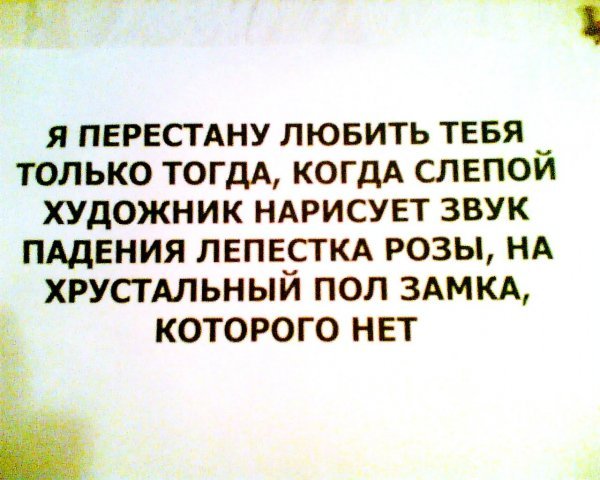 Я ПЕРЕСТАНУ ЛЮБИТЬ ТЕБЯ
ТОЛЬКО ТОГДА, КОГДА СЛЕПОЙ
ХУДОЖНИК НАРИСУЕТ ЗВУК
ПАДЕНИЯ ЛЕПЕСТКА РОЗЫ, НА
ХРУСТАЛЬНЫЙ ПОЛ ЗАМКА,
КОТОРОГО НЕТ